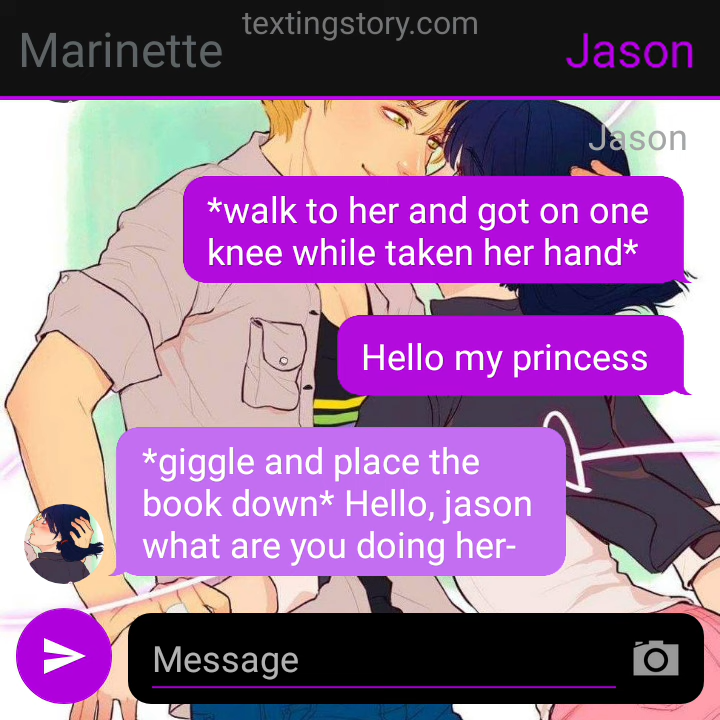 textingstory.com
Marinette
Jason
Jason
*walk to her and got on one
knee while taken her hand*
Hello my princess
*giggle and place the
book down* Hello, jason
what are you doing her-
Message